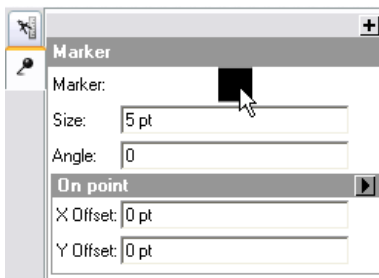 Marker
Marker:
Size: 5 pt
Angle: 0
On point
X Offset: 0 pt
Y Offset: 0 pt